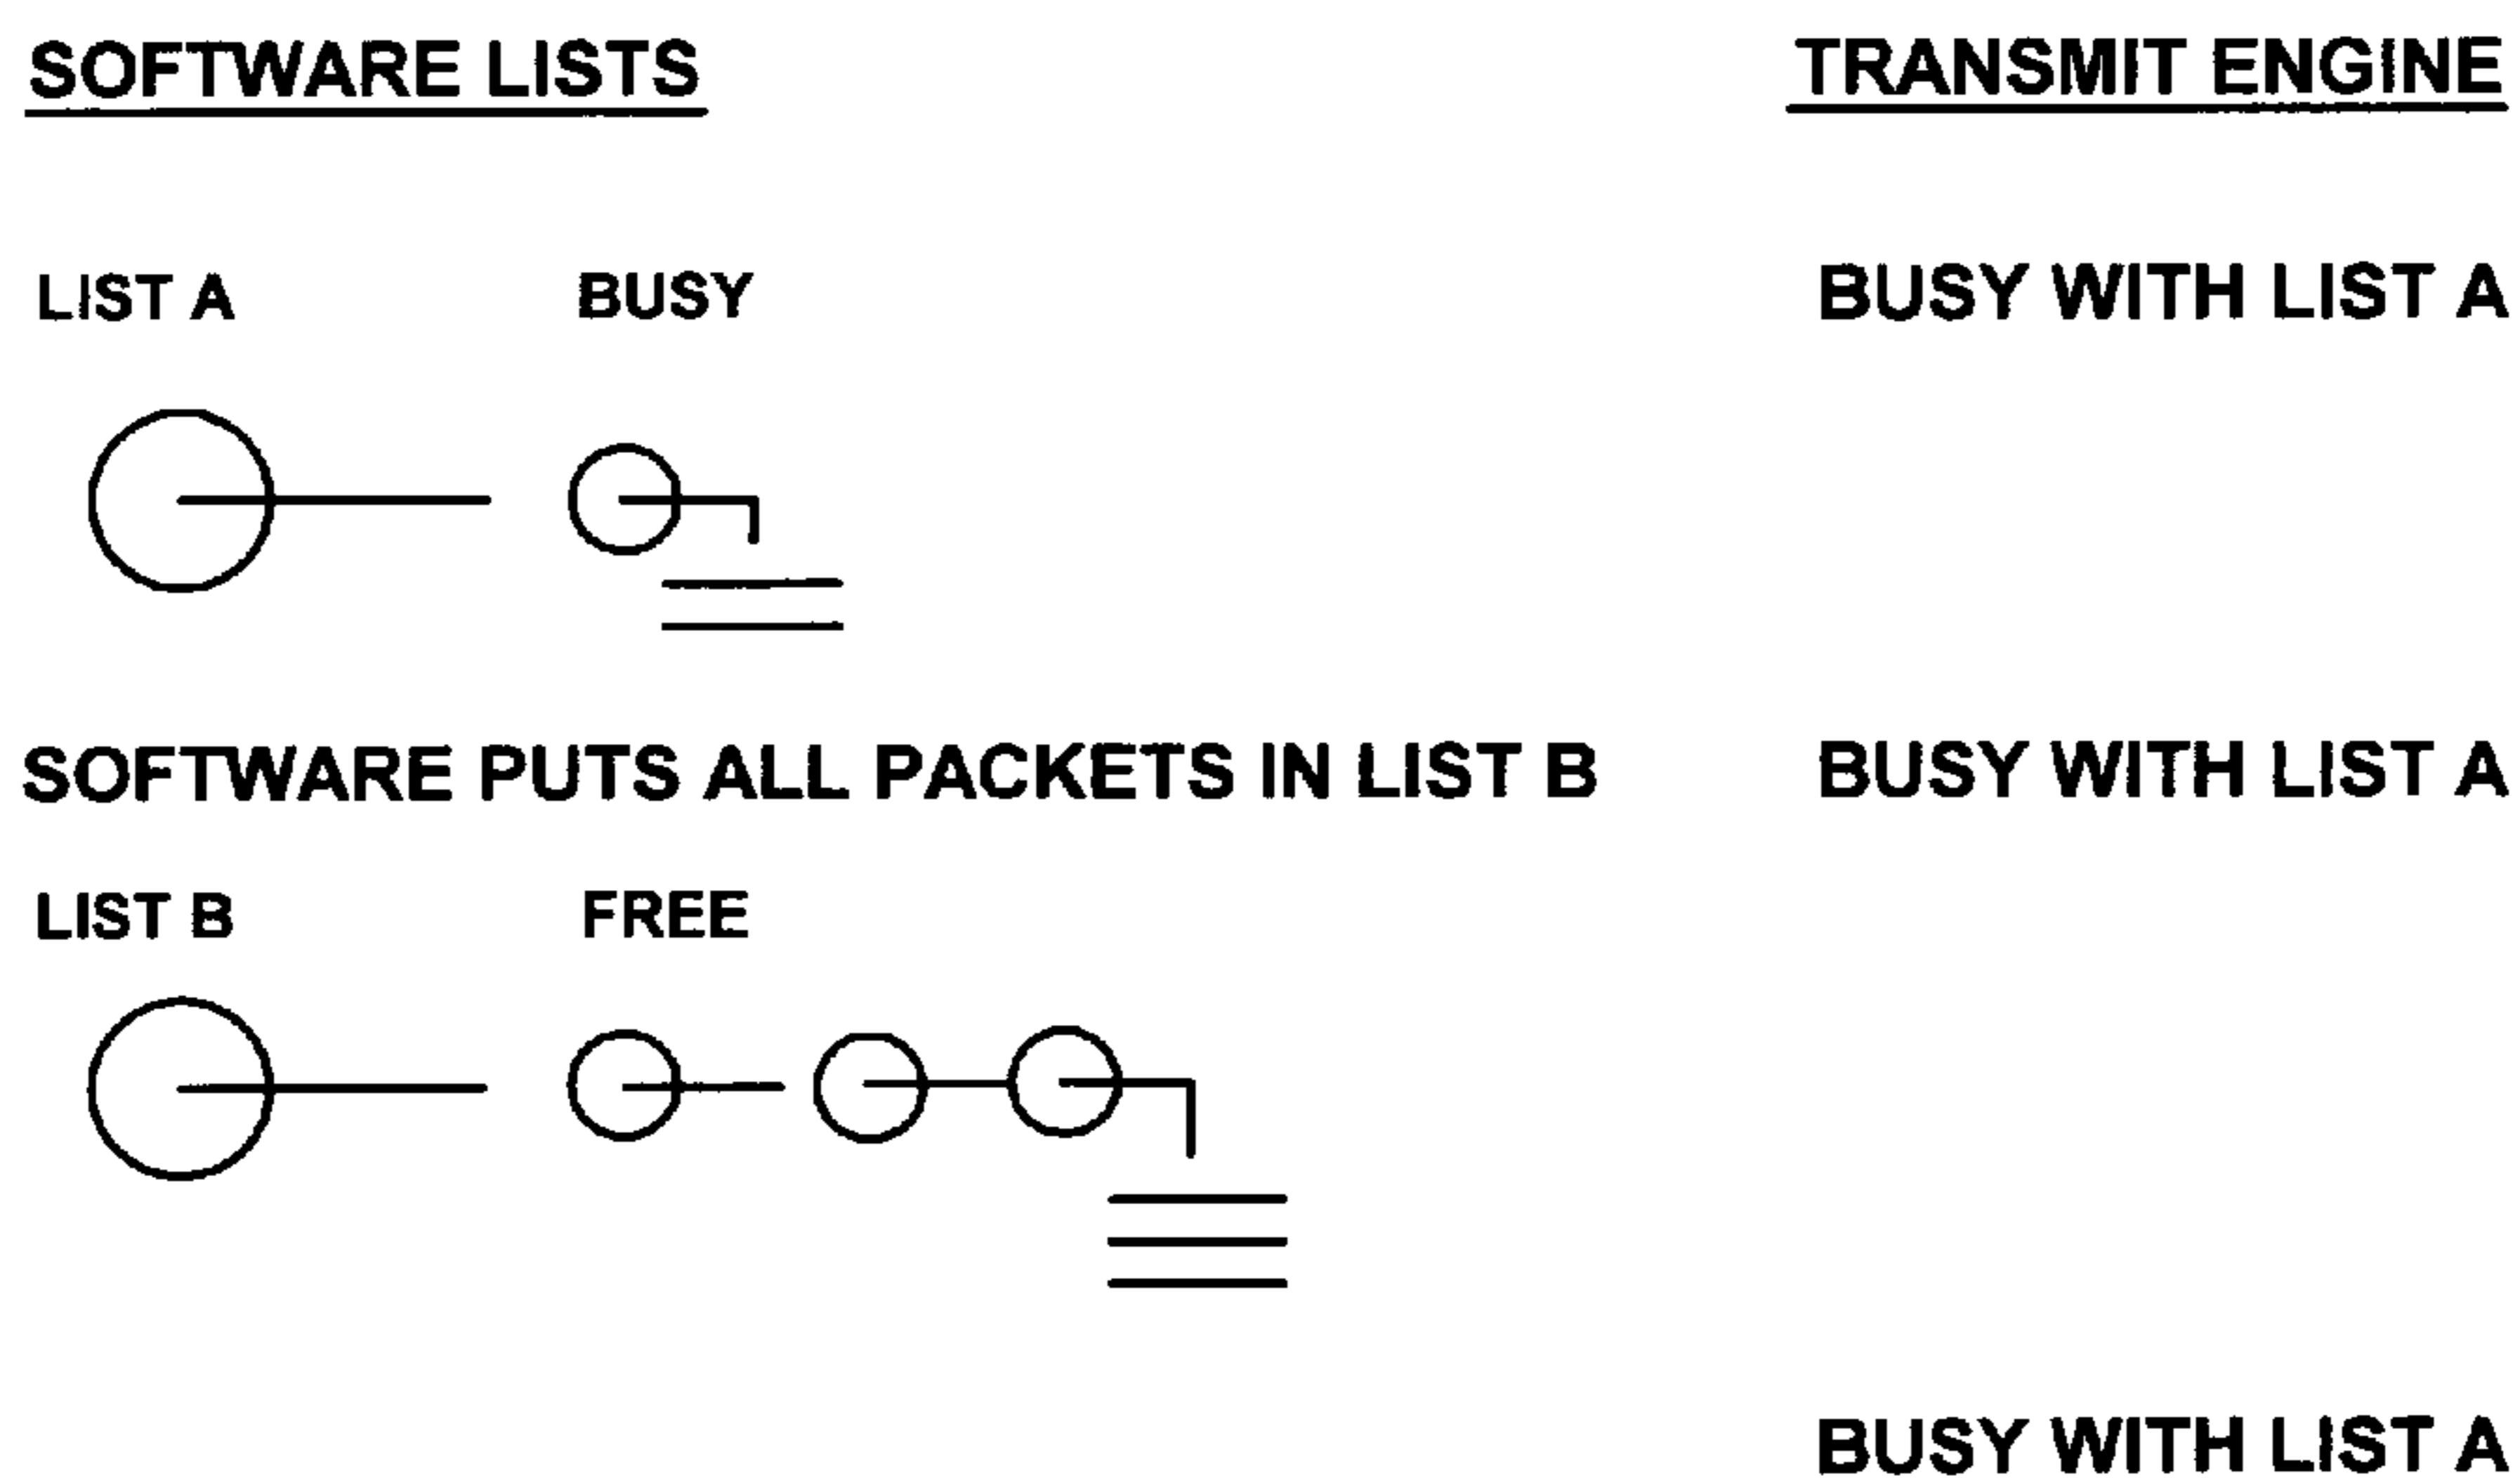 SOFTWARE LISTS
TRANSMIT ENGINE
LIST A
BUSY
BUSY WITH LIST A
SOFTWARE PUTS ALL PACKETS IN LIST B
BUSY WITH LIST A
LIST B
FREE
BUSY WITH LIST A